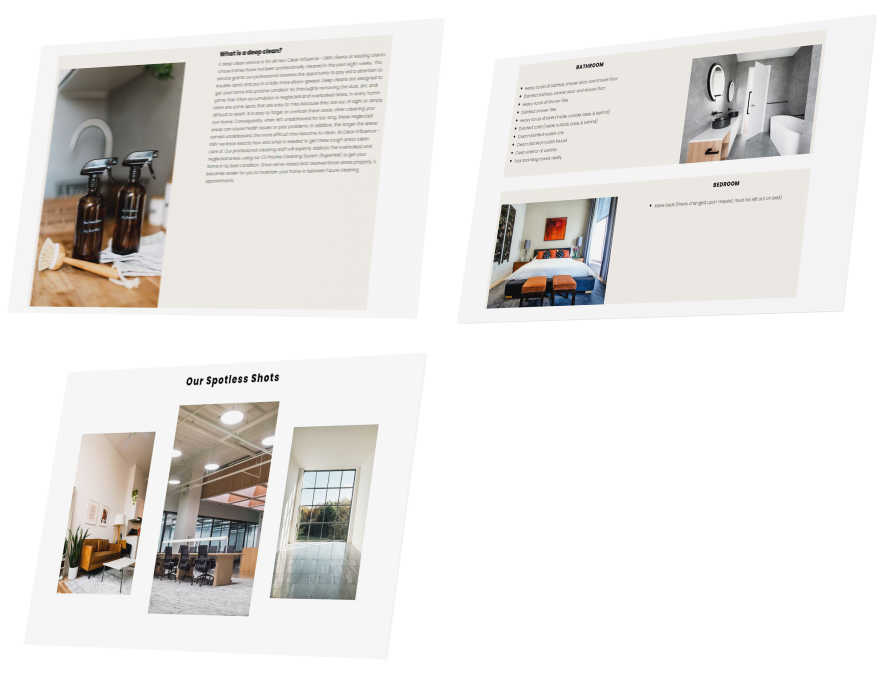 What is a deep clean?
A deep clean service is for all new Clean Influence - DMV clients or existing clients
whose homes have not been professionally cleaned in the past eight weeks. This
service grants our professional cleaners the opportunity to pay extra attention to
trouble-spots and put in a little more elbow-grease. Deep cleans are designed to
get your home into pristine condition by thoroughly removing the dust, dirt, and
grime that often accumulates in neglected and overlooked areas. In every home
there are some spots that are easy to miss because they are out of sight or simply
difficult to reach. It is easy to forget or overlook these areas when cleaning
your home. Consequently, when left unaddressed for too long, these neglected
areas can cause health issues or pest problems. In addition, the longer the areas
remain unaddressed, the more difficult they become to clean. At Clean Influence -
DMV we know exactly how and what is needed to get these tough areas taken
care of. Our professional cleaning staff will expertly address the overlooked and
neglected areas using our On
home in its best condition. Once we've visited and cleaned those areas properly, it
becomes easier for you to maintain your home in between future cleaning
appointments.
BATHROOM
Heavy scrub of bathtub, shower door, and shower floor
Disinfect bathtub, shower door, and shower floor
Heavy scrub of shower tiles
Disinfect shower tiles
Heavy scrub of toilet (inside, outside, base, & behind)
Disinfect toilet (inside, outside, base, & behind)
Clean & disinfect
Clean & disinfect
Clean exterior of vanities
Fold and hang towels neatly
BEDROOM
Make beds (linens changed upon request, must be left out on bed)
Our Spotless Shots